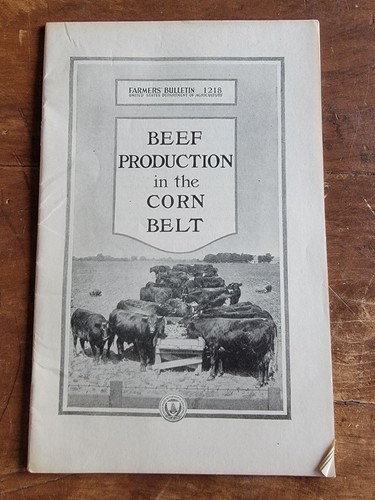 FARMERS BULLETIN 1218
UNITED STATES DEPARTMENT OF AGRICULTURE
BEEF
PRODUCTION
in the
CORN
BELT